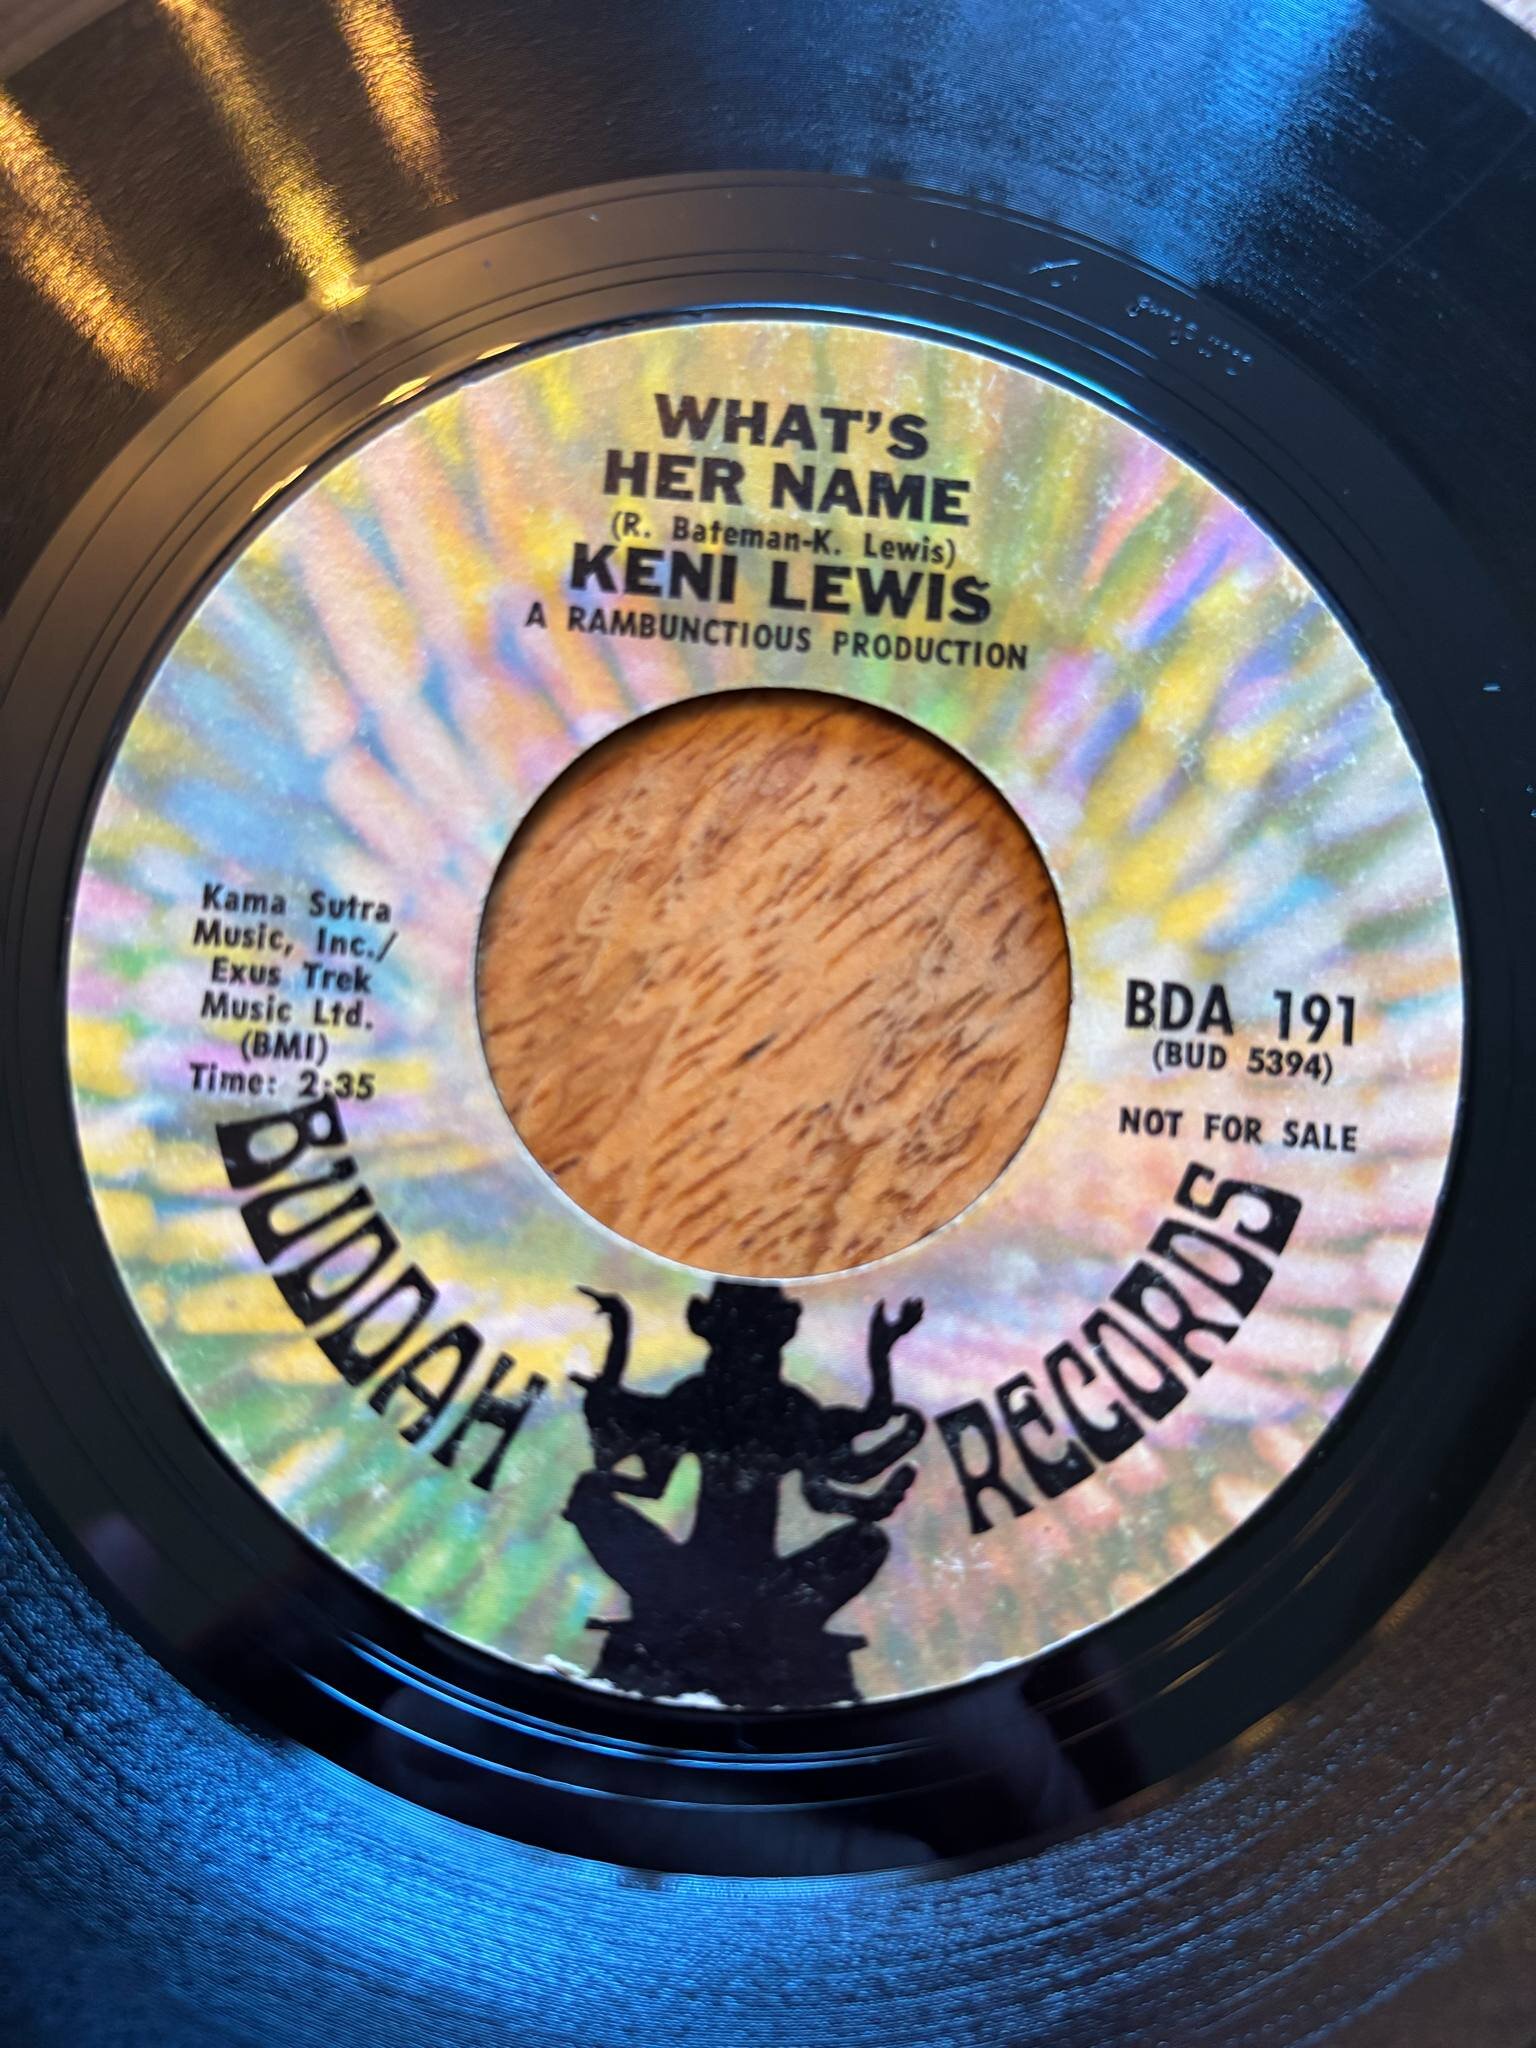 WHAT'S
HER NAME
(R. Bateman-K. Lewis)
KENI LEWIS
A RAMBUNCTIOUS PRODUCTION
Kama Sutra
Music, Inc./
Exus Trek
Music Ltd.
(BMI)
Time: 2:35
BDA 191
(BUD 5394)
NOT FOR SALE
BUDDAH RECORDS